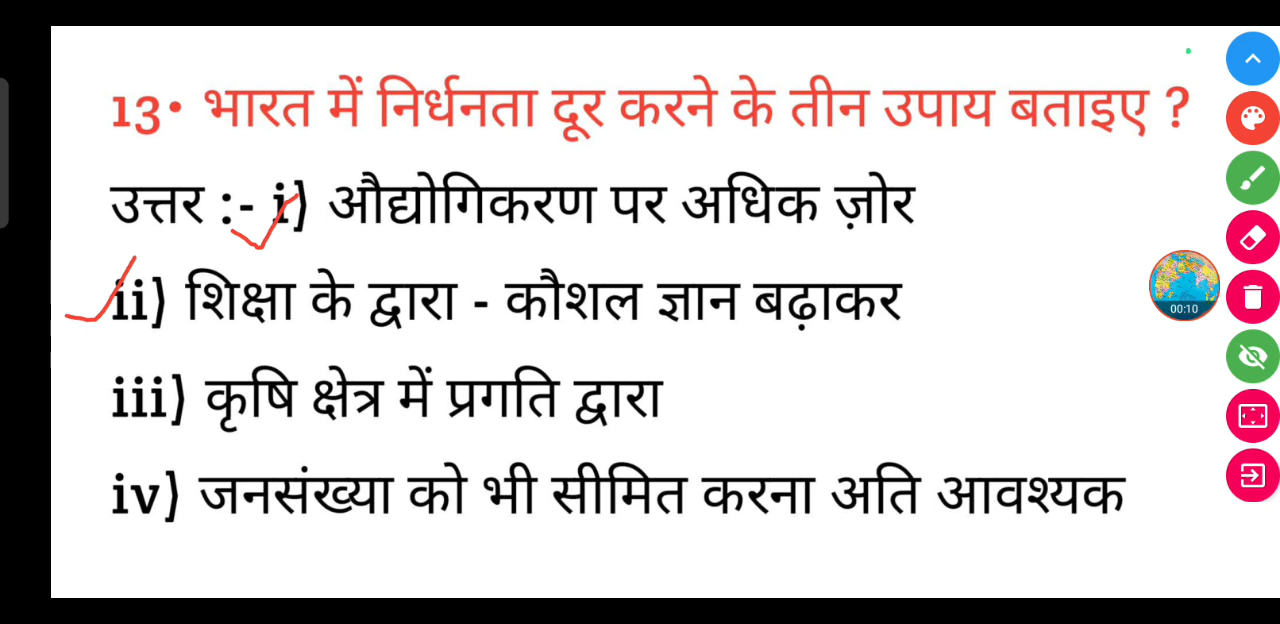 13• भारत में निर्धनता दूर करने के तीन उपाय बताइए ?
उत्तर :- i) औद्योगिकरण पर अधिक ज़ोर
ii) शिक्षा के द्वारा - कौशल ज्ञान बढ़ाकर
00:10
iii) कृषि क्षेत्र में प्रगति द्वारा
iv) जनसंख्या को भी सीमित करना अति आवश्यक